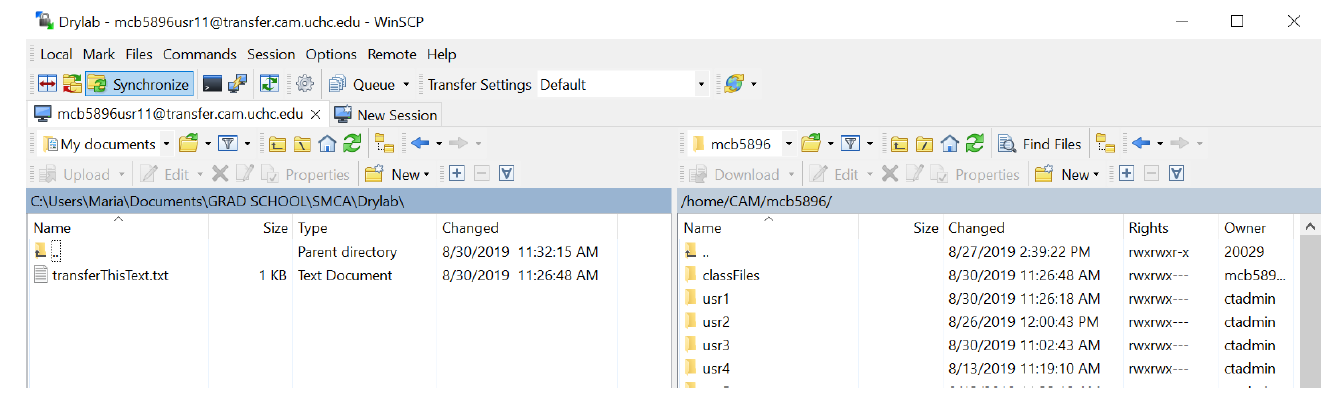 Drylab - mcb5896usr11@transfer.cam.uchc.edu - WinSCP
Local Mark Files Commands Session Options Remote Help
Synchronize Queue Transfer Settings Default
mcb5896usr11@transfer.cam.uchc.edu × New Session
My documents mcb5896 Find Files
Upload Edit Properties New Download Edit Properties New
C:\Users\Maria\Documents\GRAD SCHOOL\SMCA\Drylab\ /home/CAM/mcb5896/
Name Size Type Changed Name Size Changed Rights Owner
.. Parent directory 8/30/2019 11:32:15 AM .. 8/27/2019 2:39:22 PM rwxrwxr-x 20029
transferThisText.txt 1 KB Text Document 8/30/2019 11:26:48 AM classFiles 8/30/2019 11:26:48 AM rwxrwx--- mcb589...
usr1 8/30/2019 11:26:18 AM rwxrwx--- ctadmin
usr2 8/26/2019 12:00:43 PM rwxrwx--- ctadmin
usr3 8/30/2019 11:02:43 AM rwxrwx--- ctadmin
usr4 8/13/2019 11:19:10 AM rwxrwx--- ctadmin